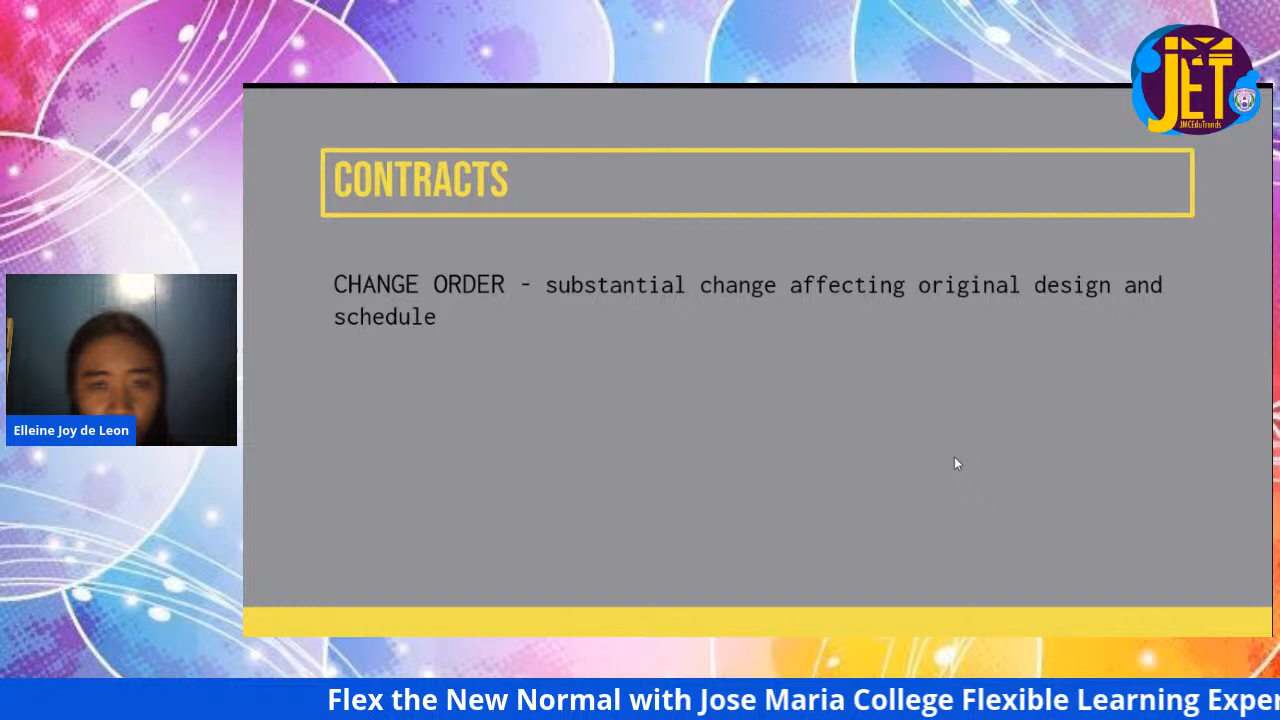 JET
JMCEduTrends
CONTRACTS
CHANGE ORDER - substantial change affecting original design and
schedule
Elleine Joy de Leon
Flex the New Normal with Jose Maria College Flexible Learning Exper